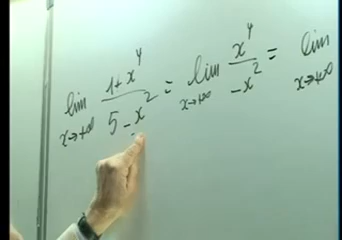 lim x→+∞ (1+x^4)/(5-x^2) = lim x→+∞ x^4/(-x^2) = lim x→+∞